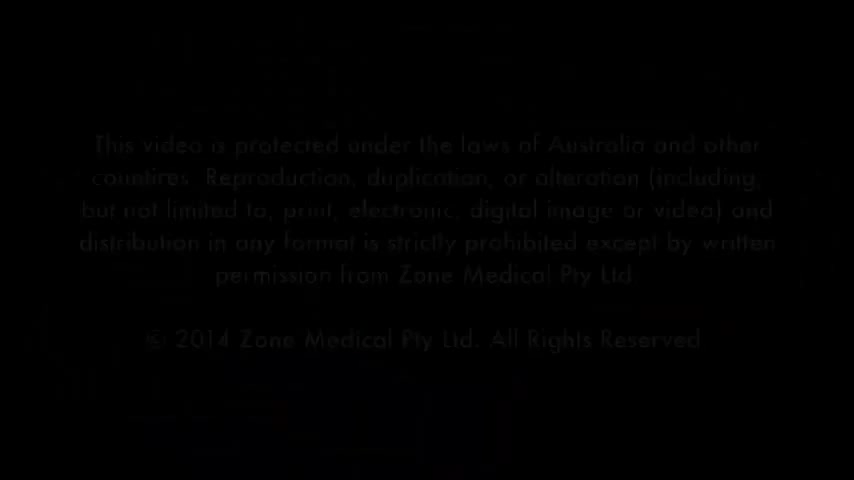 This video is protected under the laws of Australia and other
countires. Reproduction, duplication, or alteration (including,
but not limited to, print, electronic, digital image or video) and
distribution in any format is strictly prohibited except by written
permission from Zone Medical Pty Ltd.
© 2014 Zone Medical Pty Ltd. All Rights Reserved